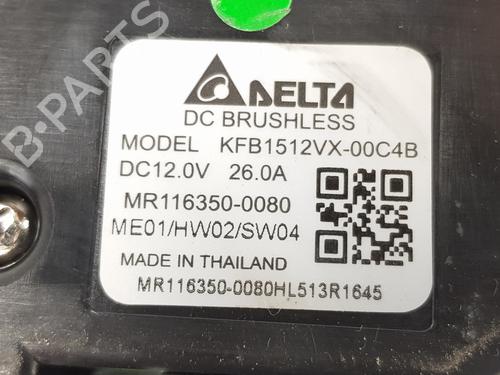 DELTA
DC BRUSHLESS
MODEL KFB1512VX-00C4B
DC12.0V 26.0A
MR116350-0080
ME01/HW02/SW04
MADE IN THAILAND
MR116350-0080HL513R1645